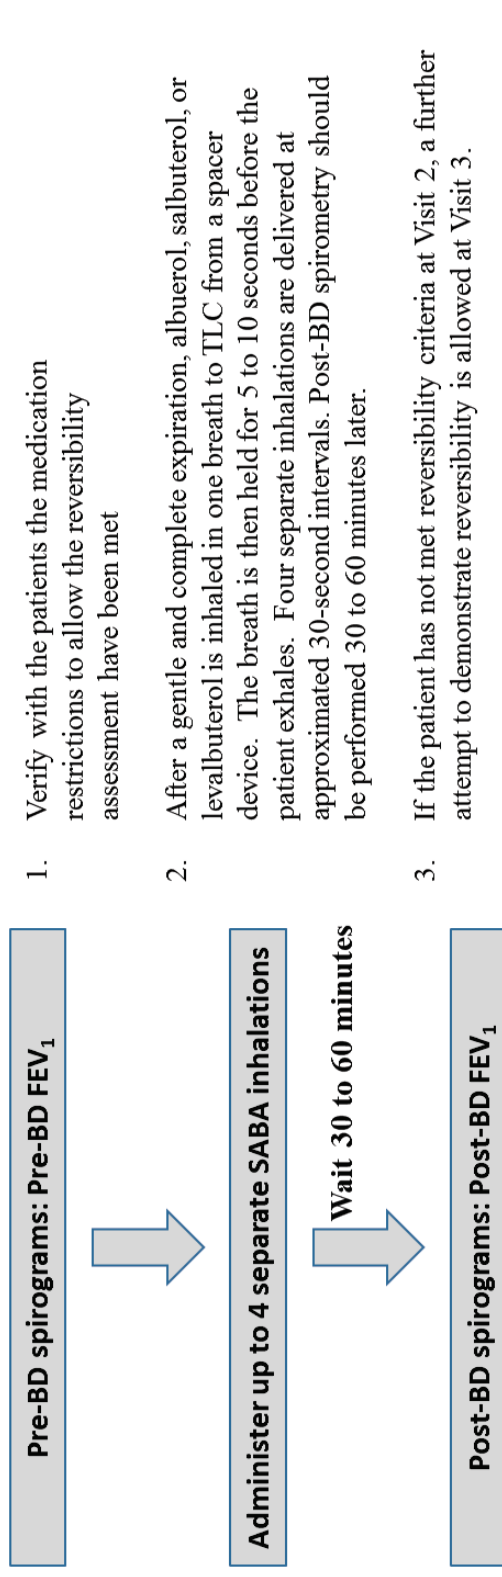 Pre-BD spirograms: Pre-BD FEV₁
Administer up to 4 separate SABA inhalations
Wait 30 to 60 minutes
Post-BD spirograms: Post-BD FEV₁
1. Verify with the patients the medication
restrictions to allow the reversibility
assessment have been met
2. After a gentle and complete expiration, albuerol, salbuterol, or
levalbuterol is inhaled in one breath to TLC from a spacer
device. The breath is then held for 5 to 10 seconds before the
patient exhales. Four separate inhalations are delivered at
approximated 30-second intervals. Post-BD spirometry should
be performed 30 to 60 minutes later.
3. If the patient has not met reversibility criteria at Visit 2, a further
attempt to demonstrate reversibility is allowed at Visit 3.